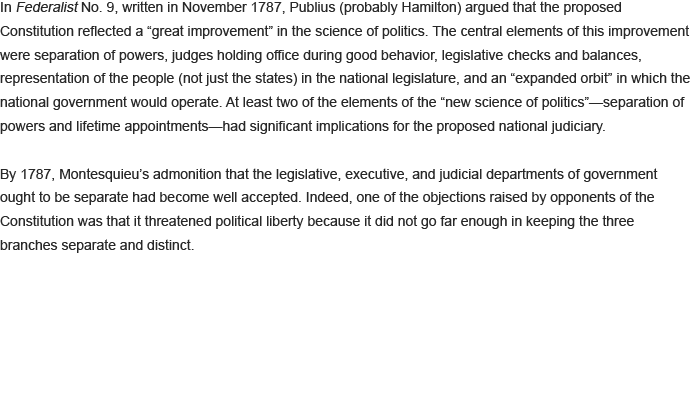 In Federalist No. 9, written in November 1787, Publius (probably Hamilton) argued that the proposed
Constitution reflected a “great improvement” in the science of politics. The central elements of this improvement
were separation of powers, judges holding office during good behavior, legislative checks and balances,
representation of the people (not just the states) in the national legislature, and an “expanded orbit” in which the
national government would operate. At least two of the elements of the “new science of politics”—separation of
powers and lifetime appointments—had significant implications for the proposed national judiciary.
By 1787, Montesquieu’s admonition that the legislative, executive, and judicial departments of government
ought to be separate had become well accepted. Indeed, one of the objections raised by opponents of the
Constitution was that it threatened political liberty because it did not go far enough in keeping the three
branches separate and distinct.